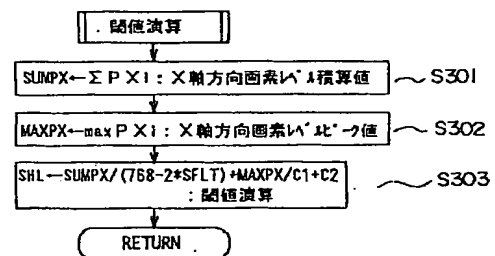 閾値演算
SUMPX←Σ P X i : X軸方向画素レベル積算値
S301
MAXPX←max P X i : X軸方向画素レベルピーク値
S302
SHL←SUMPX/(768-2*SFLT)+MAXPX/C1+C2
: 閾値演算
S303
RETURN